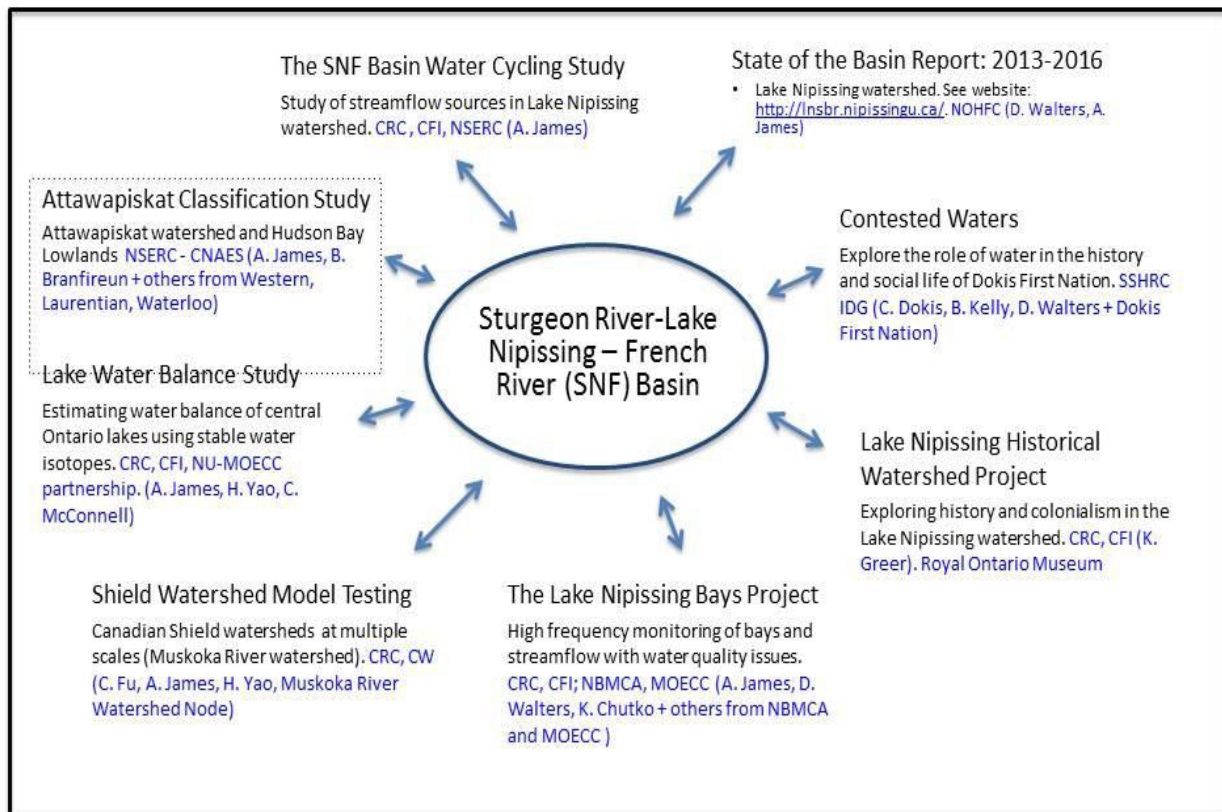 The SNF Basin Water Cycling Study
Study of streamflow sources in Lake Nipissing
watershed. CRC, CFI, NSERC (A. James)
State of the Basin Report: 2013-2016
• Lake Nipissing watershed. See website:
http://lnsbr.nipissingu.ca/. NOHFC (D. Walters, A.
James)
Attawapiskat Classification Study
Attawapiskat watershed and Hudson Bay
Lowlands NSERC - CNAES (A. James, B.
Branfireun + others from Western,
Laurentian, Waterloo)
Contested Waters
Explore the role of water in the history
and social life of Dokis First Nation. SSHRC
IDG (C. Dokis, B. Kelly, D. Walters + Dokis
First Nation)
Sturgeon River-Lake
Nipissing – French
River (SNF) Basin
Lake Water Balance Study
Estimating water balance of central
Ontario lakes using stable water
isotopes. CRC, CFI, NU-MOECC
partnership. (A. James, H. Yao, C.
McConnell)
Lake Nipissing Historical
Watershed Project
Exploring history and colonialism in the
Lake Nipissing watershed. CRC, CFI (K.
Greer). Royal Ontario Museum
Shield Watershed Model Testing
Canadian Shield watersheds at multiple
scales (Muskoka River watershed). CRC, CW
(C. Fu, A. James, H. Yao, Muskoka River
Watershed Node)
The Lake Nipissing Bays Project
High frequency monitoring of bays and
streamflow with water quality issues.
CRC, CFI; NBMCA, MOECC (A. James, D.
Walters, K. Chutko + others from NBMCA
and MOECC )